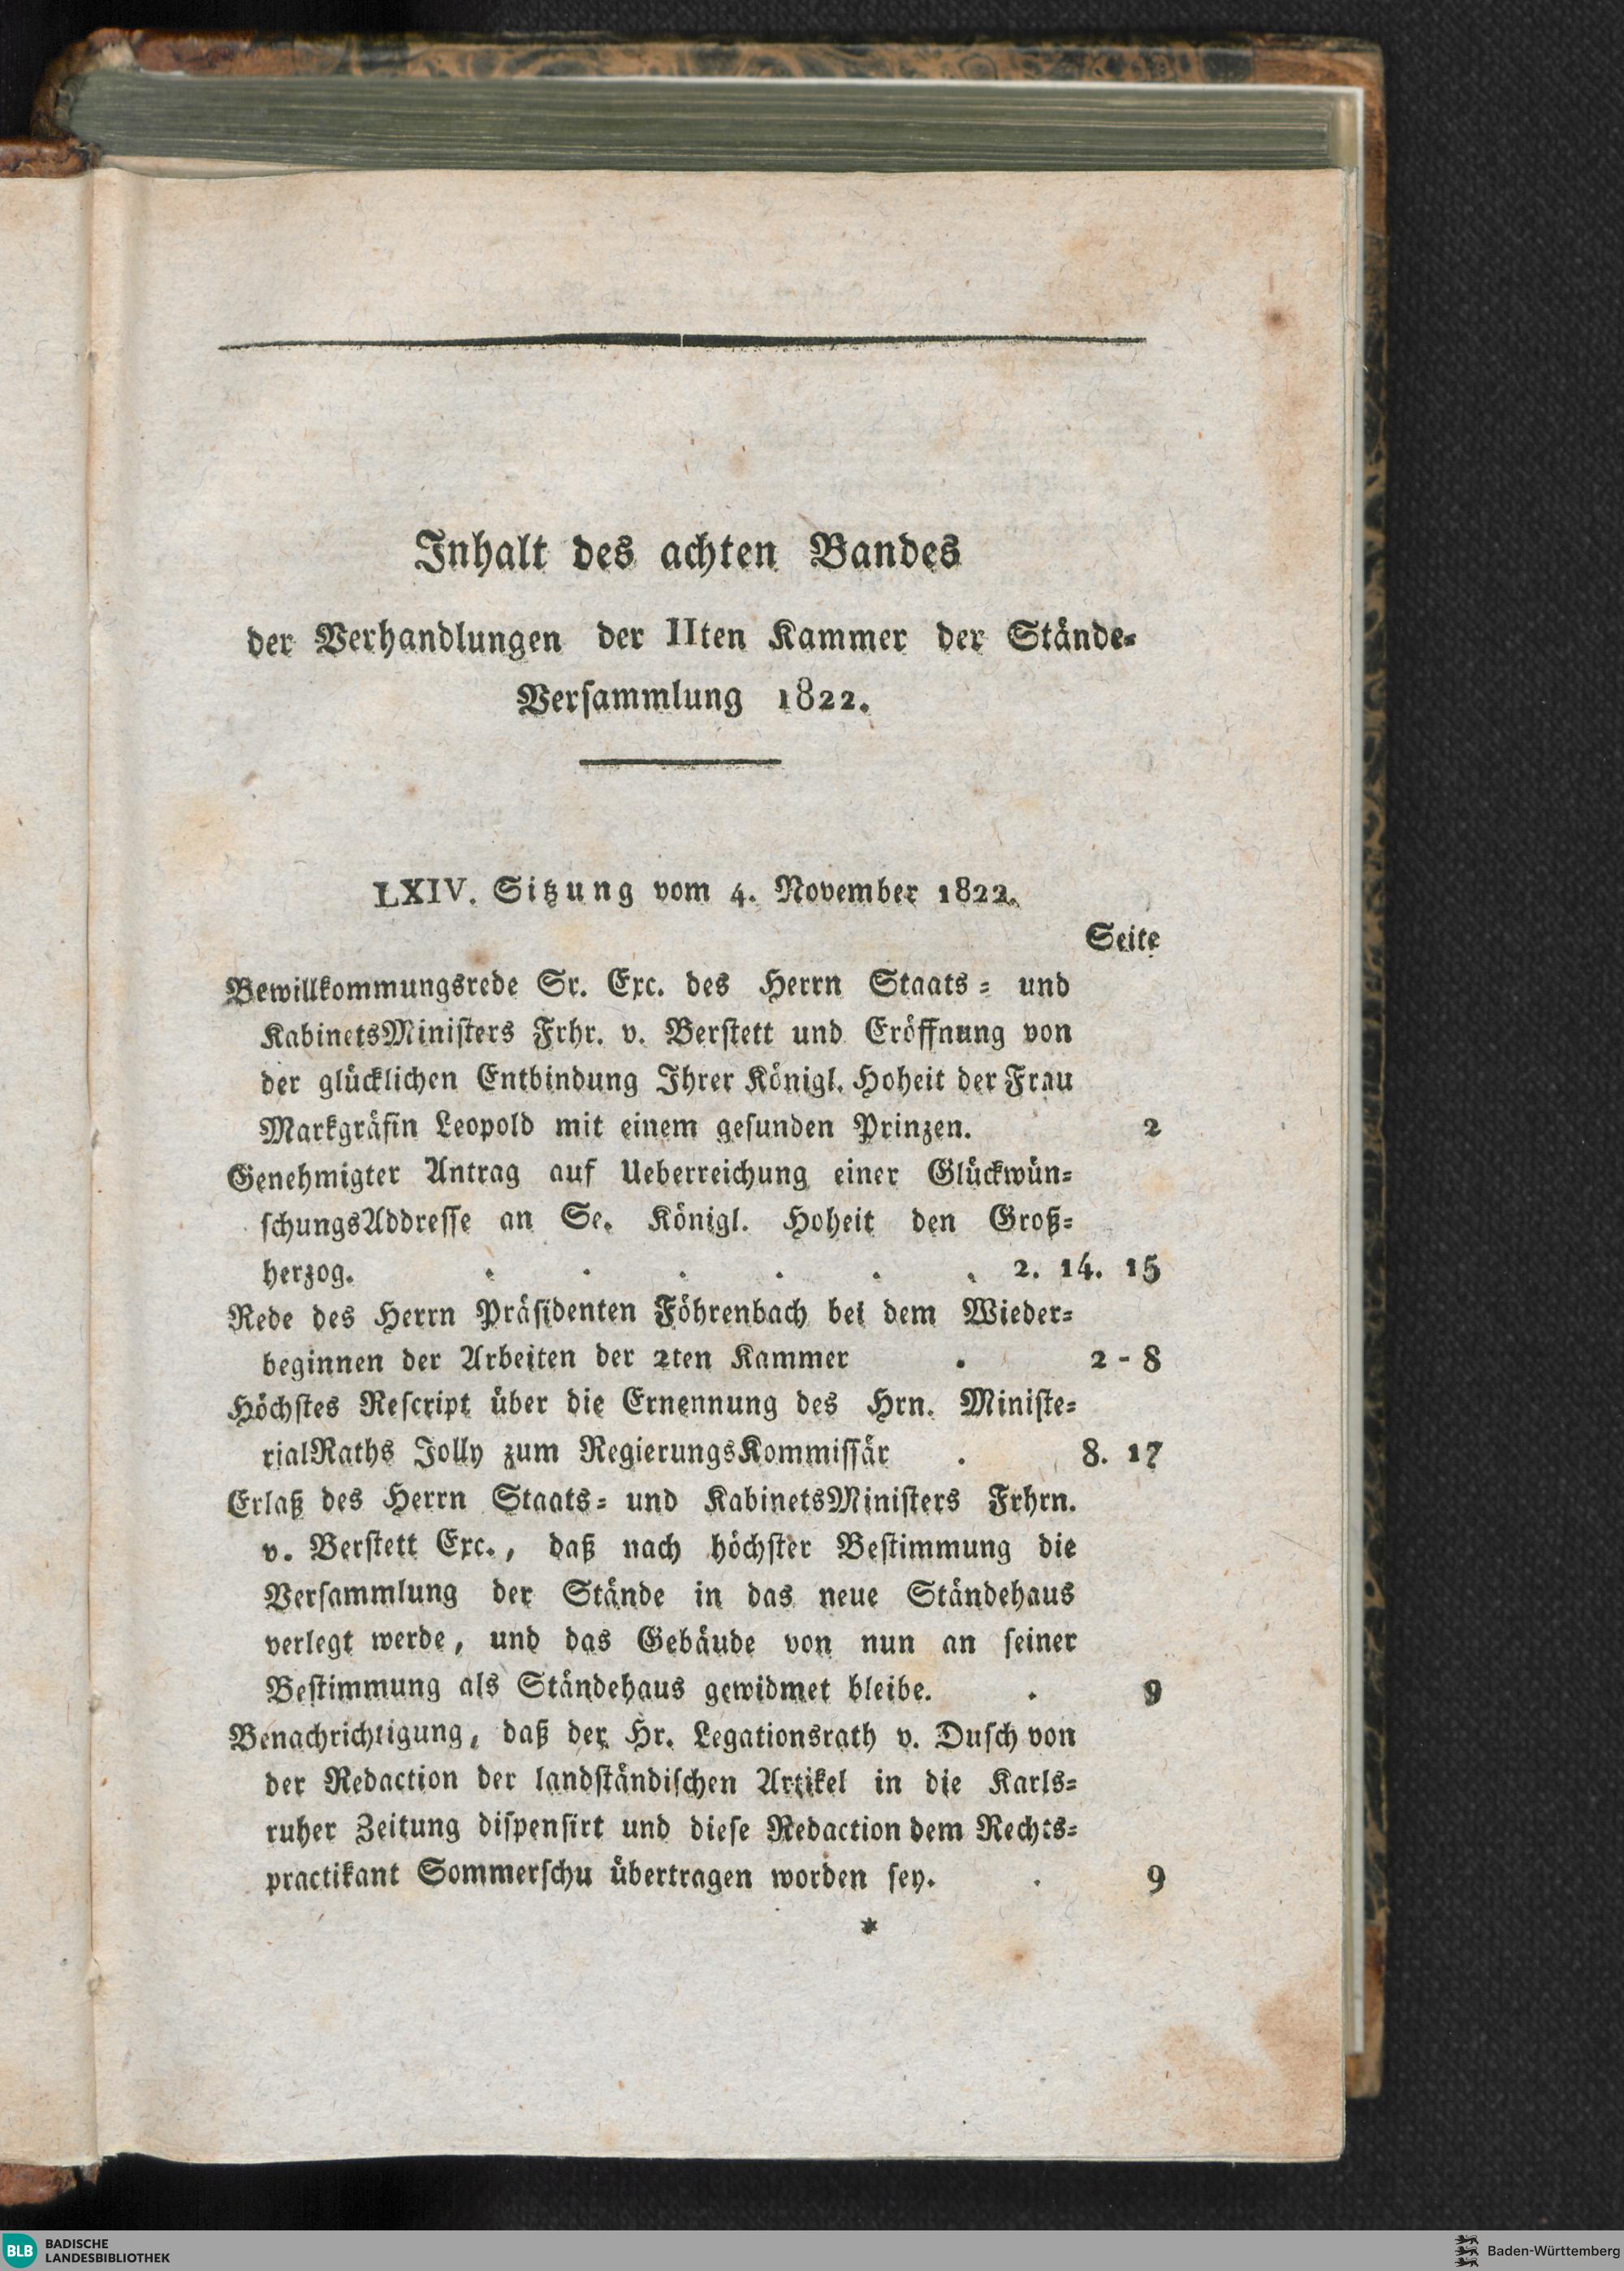 Inhalt des achten Bandes
der Verhandlungen der IIten Kammer der Stände-
Versammlung 1822.
LXIV. Sitzung vom 4. November 1822.
Seite
Bewillkommungsrede Sr. Exc. des Herrn Staats- und
KabinetsMinisters Frhr. v. Berstett und Eröffnung von
der glücklichen Entbindung Ihrer Königl. Hoheit der Frau
Markgräfin Leopold mit einem gesunden Prinzen. 2
Genehmigter Antrag auf Ueberreichung einer Glückwün-
schungsAddresse an Se. Königl. Hoheit den Groß-
herzog. . . . . . . 2. 14. 15
Rede des Herrn Präsidenten Föhrenbach bei dem Wieder-
beginnen der Arbeiten der 2ten Kammer . 2 - 8
Höchstes Rescript über die Ernennung des Hrn. Ministe-
rialRaths Jolly zum RegierungsKommissär . 8. 17
Erlaß des Herrn Staats- und KabinetsMinisters Frhrn.
v. Berstett Exc., daß nach höchster Bestimmung die
Versammlung der Stände in das neue Ständehaus
verlegt werde, und das Gebäude von nun an seiner
Bestimmung als Ständehaus gewidmet bleibe. . 9
Benachrichtigung, daß der Hr. Legationsrath v. Dusch von
der Redaction der landständischen Artikel in die Karls-
ruher Zeitung dispensirt und diese Redaction dem Rechts-
practikant Sommerschu übertragen worden sey. . 9
*
BLB BADISCHE
LANDESBIBLIOTHEK
Baden-Württemberg